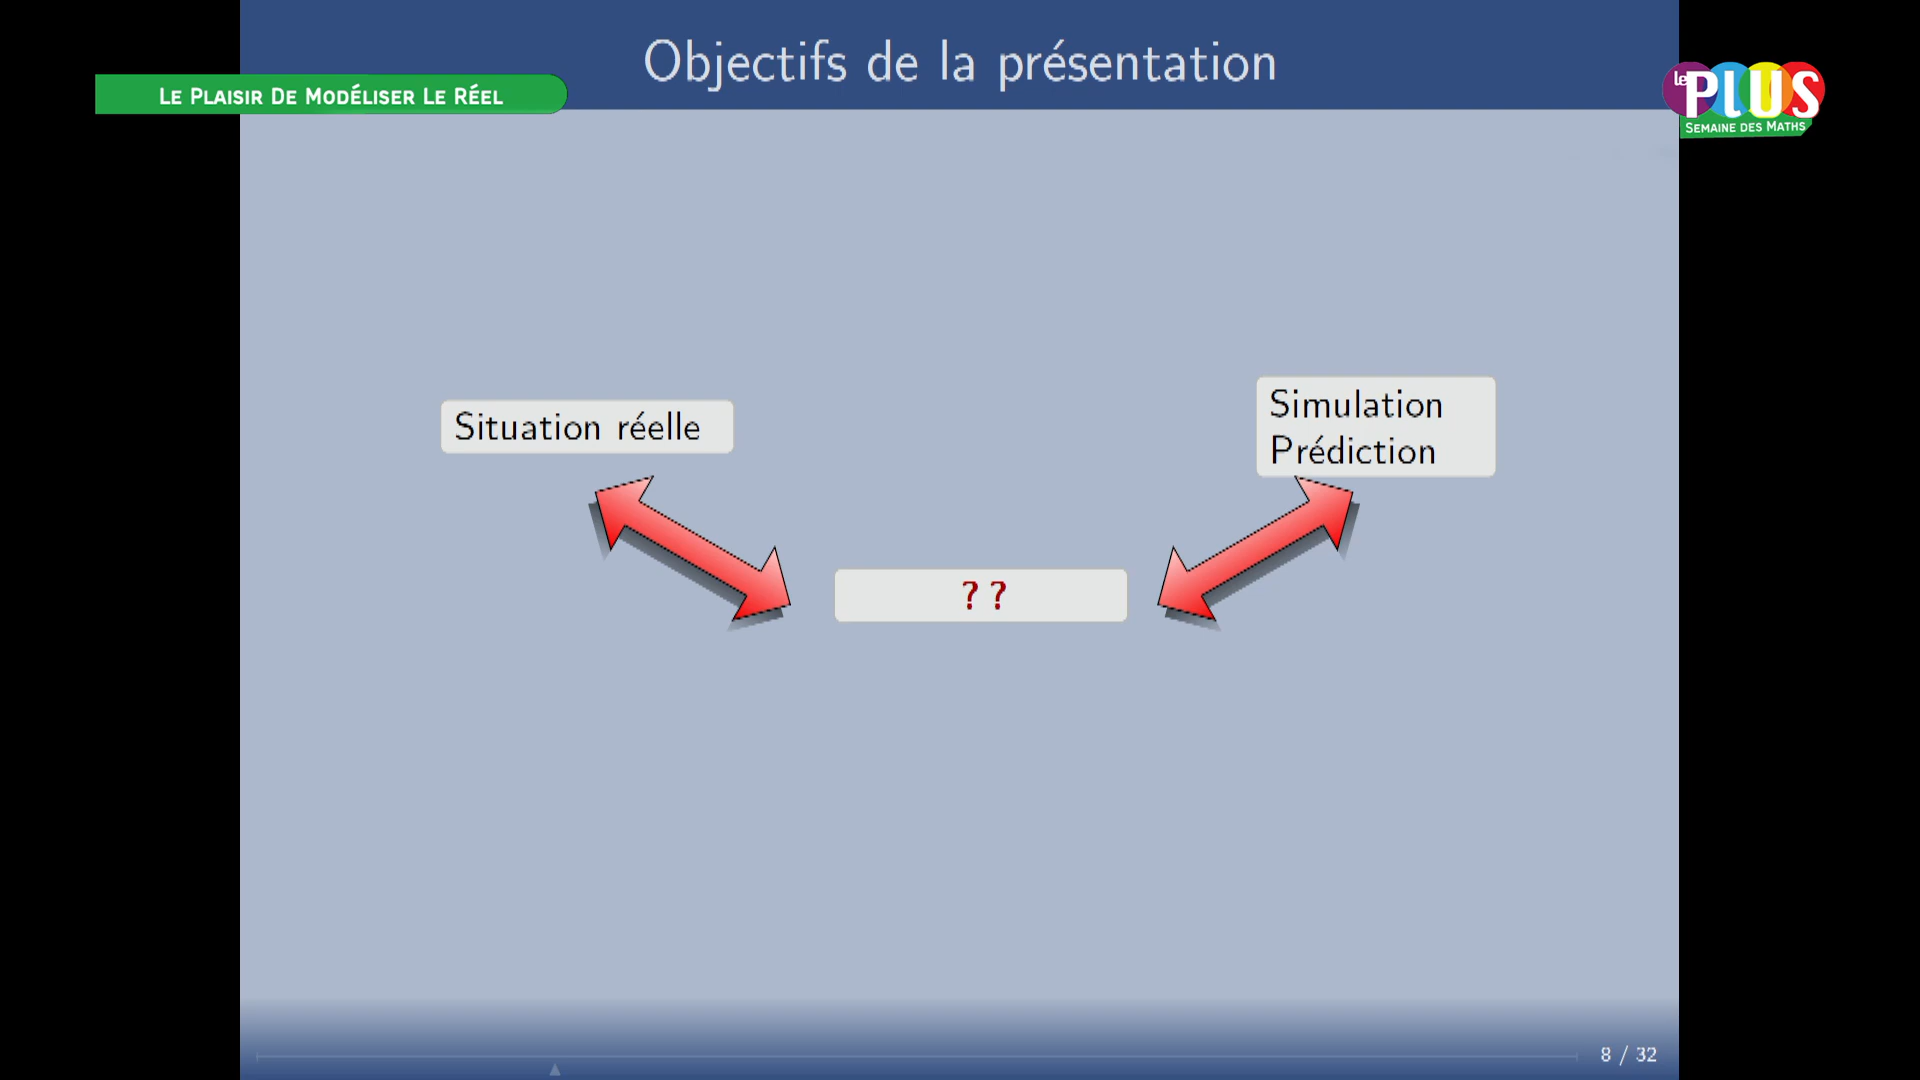 Objectifs de la présentation
Le Plaisir De Modéliser Le Réel
Le PLUS
Semaine des Maths
Situation réelle
Simulation
Prédiction
? ?
8 / 32